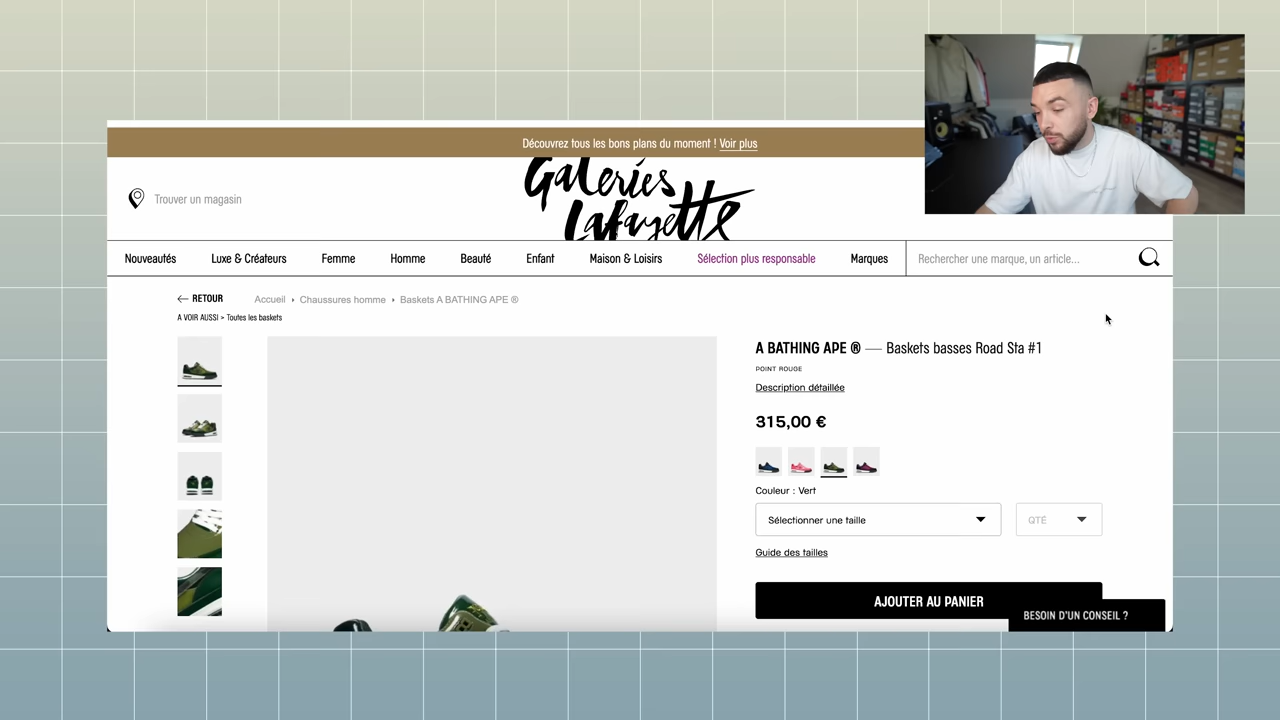 Découvrez tous les bons plans du moment ! Voir plus
Galeries
Lafayette
Trouver un magasin
Nouveautés
Luxe & Créateurs
Femme
Homme
Beauté
Enfant
Maison & Loisirs
Sélection plus responsable
Marques
Rechercher une marque, un article...
RETOUR
Accueil › Chaussures homme › Baskets A BATHING APE ®
A VOIR AUSSI > Toutes les baskets
A BATHING APE ® — Baskets basses Road Sta #1
POINT ROUGE
Description détaillée
315,00 €
Couleur : Vert
Sélectionner une taille
QTÉ
Guide des tailles
AJOUTER AU PANIER
BESOIN D'UN CONSEIL ?